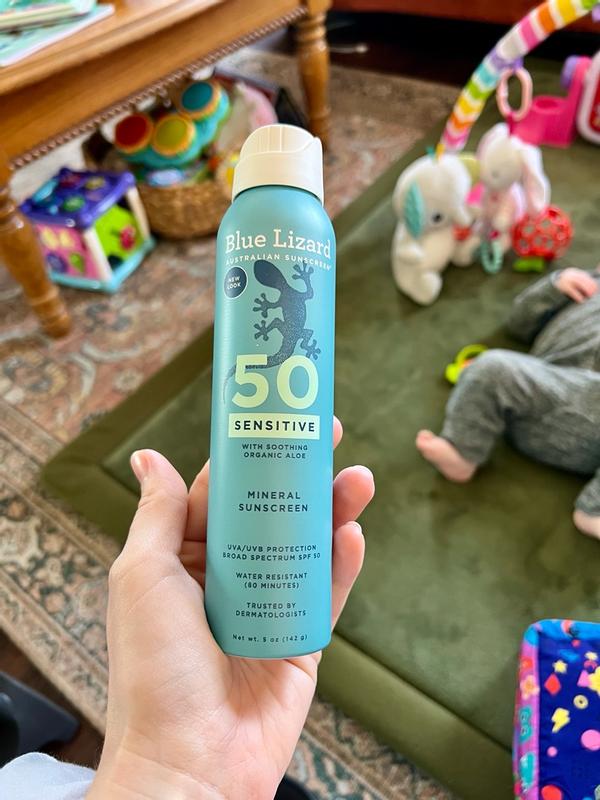 Blue Lizard
AUSTRALIAN SUNSCREEN
NEW
LOOK
50
SENSITIVE
WITH SOOTHING
ORGANIC ALOE
MINERAL
SUNSCREEN
UVA/UVB PROTECTION
BROAD SPECTRUM SPF 50
WATER RESISTANT
(80 MINUTES)
TRUSTED BY
DERMATOLOGISTS
Net wt. 5 oz (142 g)